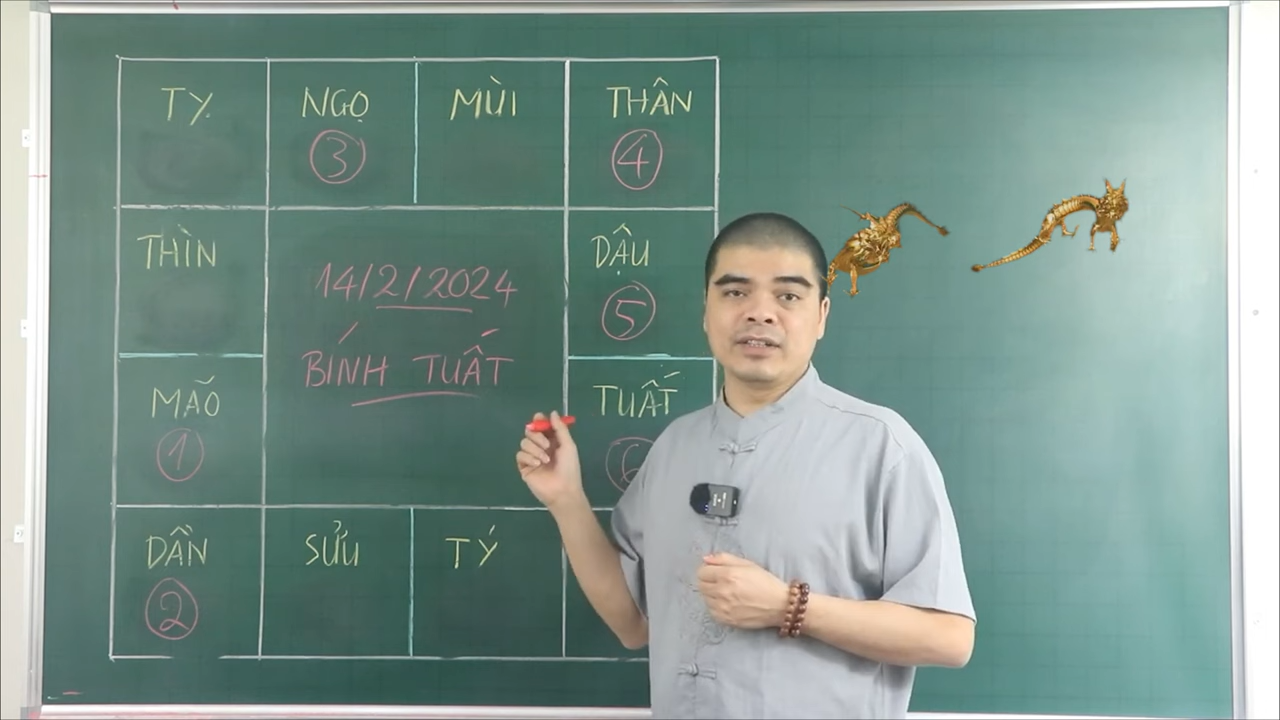 TỴ
NGỌ
MÙI
THÂN
3
4
THÌN
DẬU
14/2/2024
5
BÍNH TUẤT
MÃO
TUẤT
1
6
DẦN
SỬU
TÝ
2